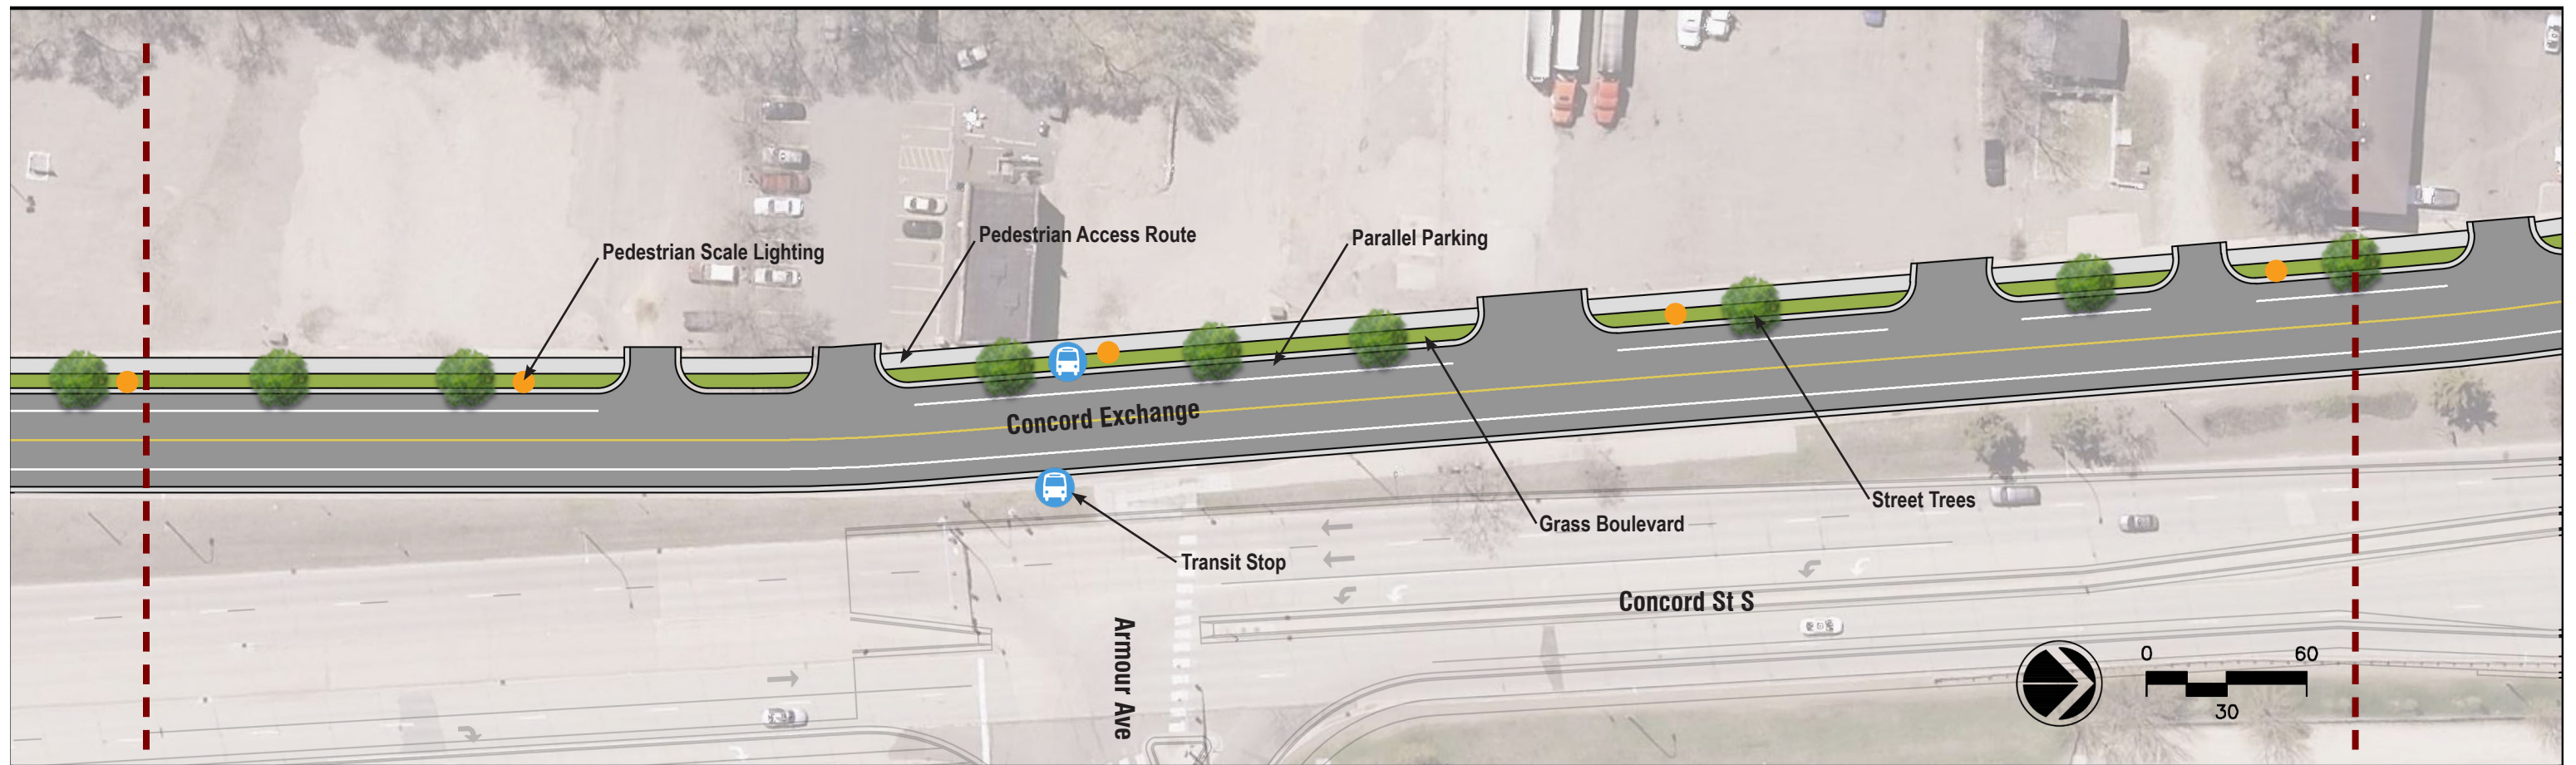 Pedestrian Scale Lighting
Pedestrian Access Route
Parallel Parking
Concord Exchange
Street Trees
Grass Boulevard
Transit Stop
Concord St S
Armour Ave
0
60
30